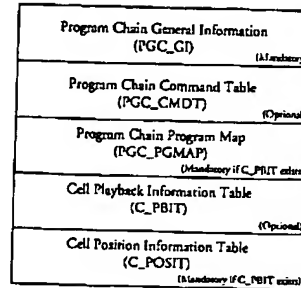 Program Chain General Information
(PGC_GI)
(Mandatory
Program Chain Command Table
(PGC_CMDT)
(Optional)
Program Chain Program Map
(PGC_PGMAP)
(Mandatory if C_PBIT exists)
Cell Playback Information Table
(C_PBIT)
(Optional)
Cell Position Information Table
(C_POSIT)
(Mandatory if C_PBIT exists)